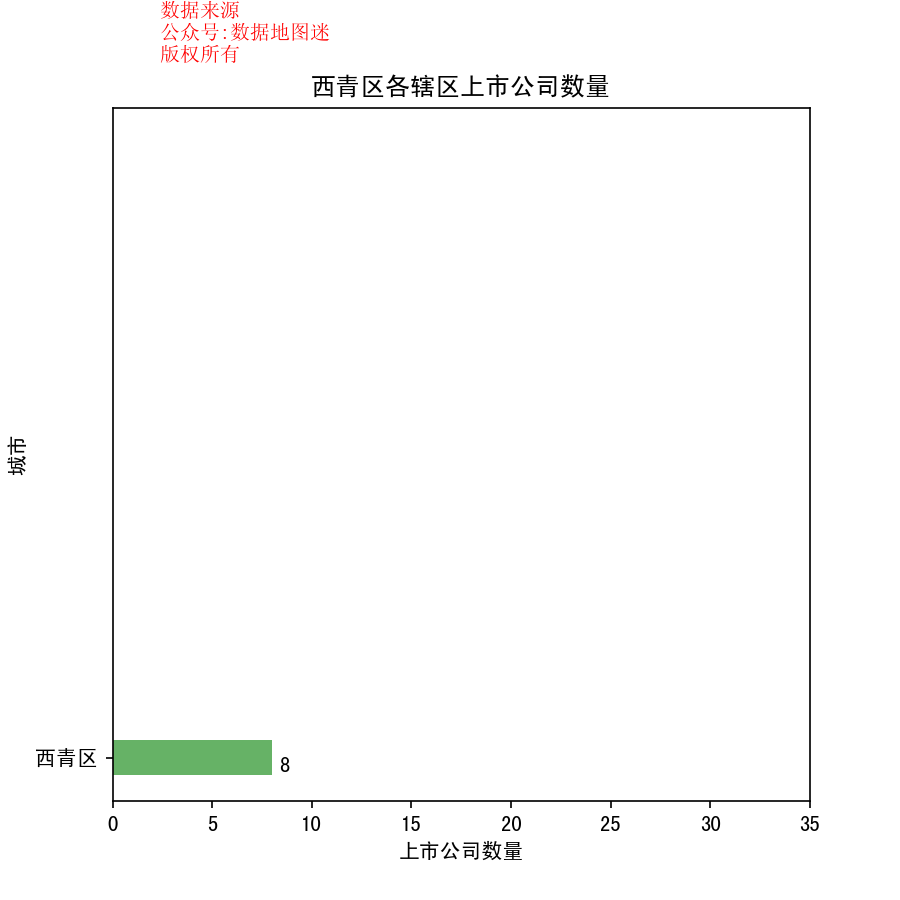 数据来源
公众号:数据地图迷
版权所有
西青区各辖区上市公司数量
城市
西青区
8
0 5 10 15 20 25 30 35
上市公司数量